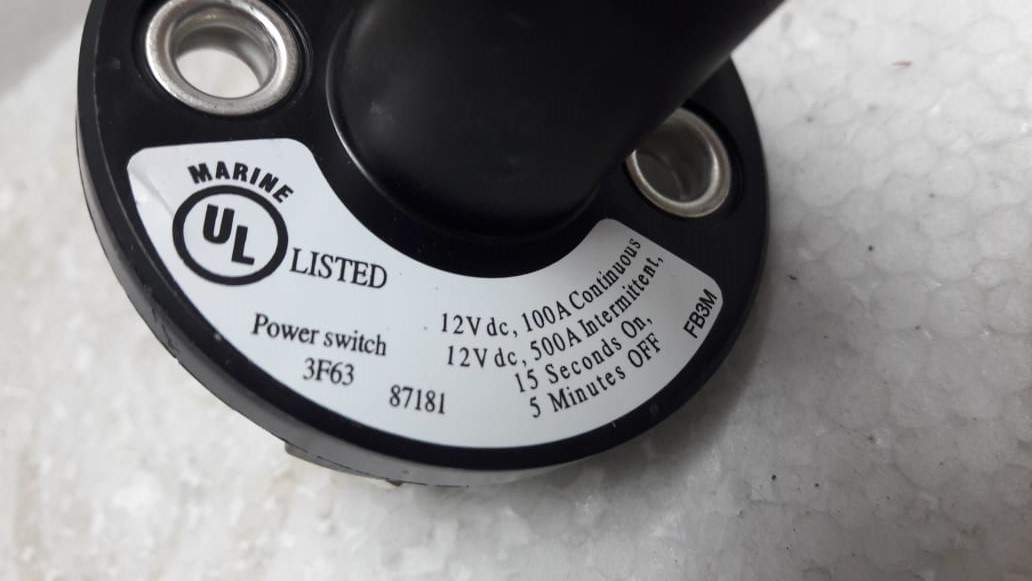 MARINE
UL
LISTED
Power switch
3F63
87181
12V dc, 100A Continuous
12V dc, 500A Intermittent,
15 Seconds On,
5 Minutes OFF
FB3M